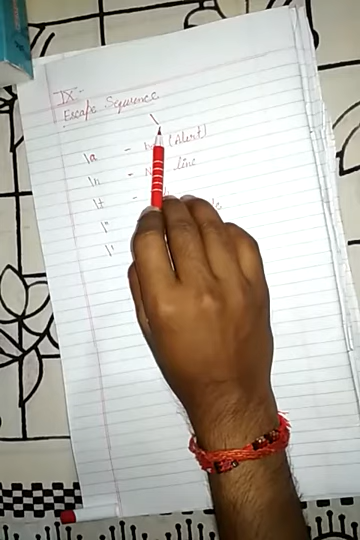 IX:-
Escape Sequence
\
\a - (Alert)
\n - N line
\t -
\"
\'